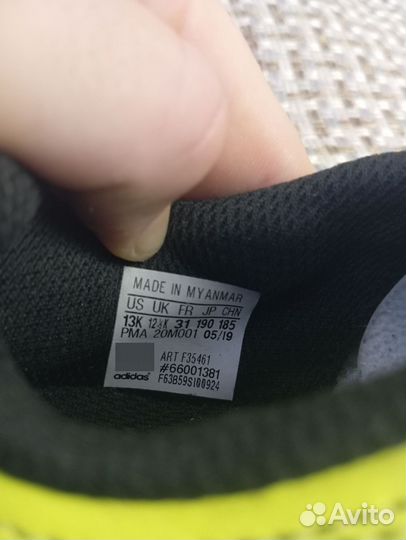 MADE IN MYANMAR
US UK FR JP CHN
13K 12½K 31 190 185
PMA 20M001 05/19
ART F35461
#66001381
adidas F63B59S100924
Avito